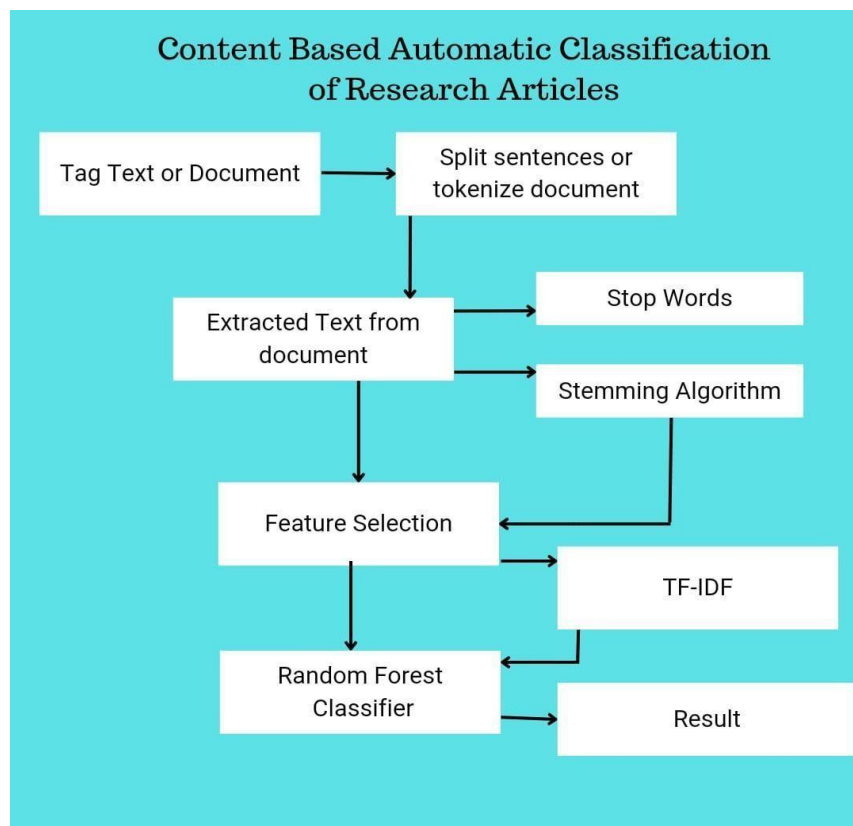 Content Based Automatic Classification
of Research Articles
Tag Text or Document
Split sentences or
tokenize document
Extracted Text from
document
Stop Words
Stemming Algorithm
Feature Selection
TF-IDF
Random Forest
Classifier
Result